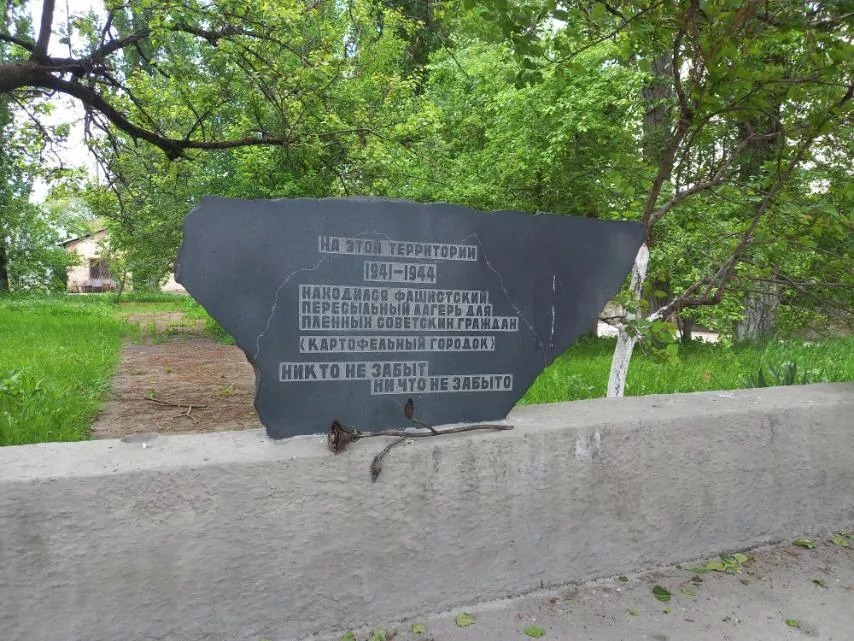 НА ЭТОЙ ТЕРРИТОРИИ
1941-1944
НАХОДИЛСЯ ФАШИСТСКИЙ
ПЕРЕСЫЛЬНЫЙ ЛАГЕРЬ ДЛЯ
ПЛЕННЫХ СОВЕТСКИХ ГРАЖДАН
(КАРТОФЕЛЬНЫЙ ГОРОДОК)
НИКТО НЕ ЗАБЫТ
НИ ЧТО НЕ ЗАБЫТО